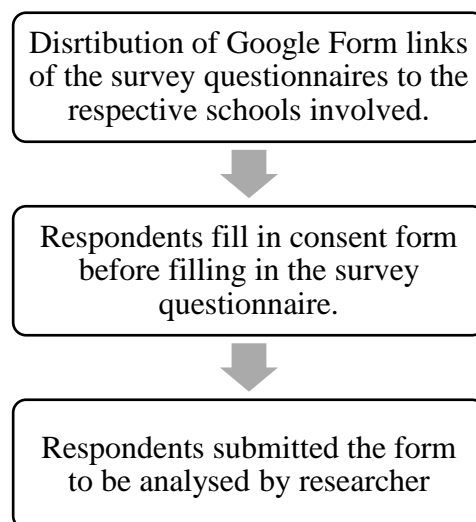 Disrtibution of Google Form links
of the survey questionnaires to the
respective schools involved.
Respondents fill in consent form
before filling in the survey
questionnaire.
Respondents submitted the form
to be analysed by researcher